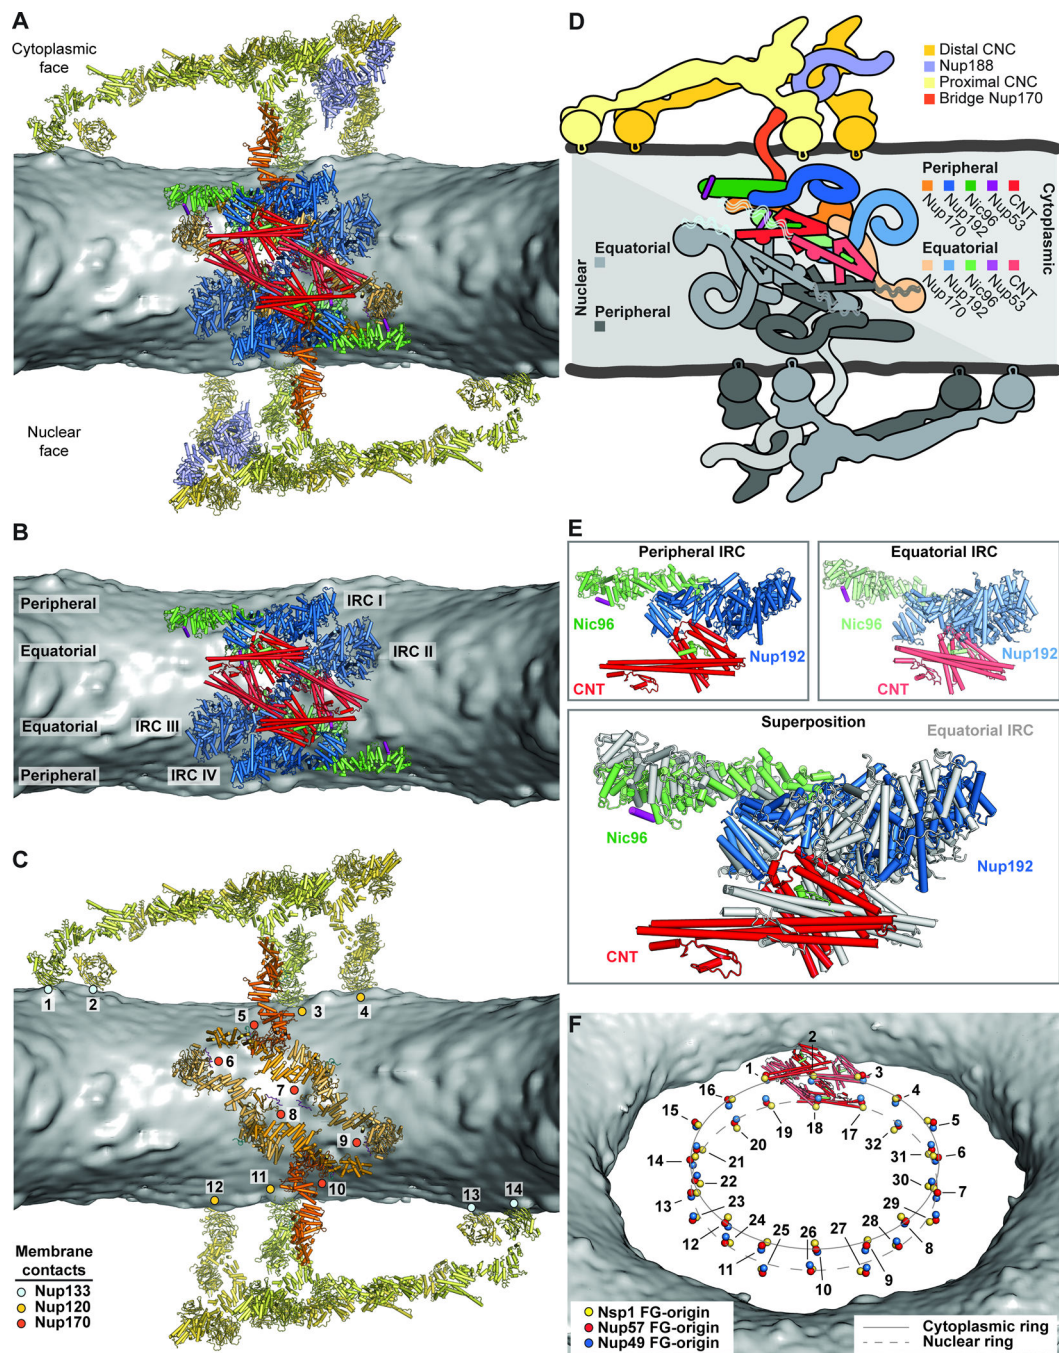 A
Cytoplasmic
face
Nuclear
face
D
Distal CNC
Nup188
Proximal CNC
Bridge Nup170
Peripheral
Nup170
Nup192
Nic96
Nup53
CNT
Equatorial
Nup170
Nup192
Nic96
Nup53
CNT
Cytoplasmic
Nuclear
Equatorial
Peripheral
B
Peripheral
IRC I
Equatorial
IRC II
Equatorial
IRC III
Peripheral
IRC IV
E
Peripheral IRC
Nic96
Nup192
CNT
Equatorial IRC
Nic96
Nup192
CNT
Superposition
Equatorial IRC
Nic96
Nup192
CNT
C
1
2
3
4
5
6
7
8
9
10
11
12
13
14
Membrane
contacts
Nup133
Nup120
Nup170
F
1
2
3
4
5
6
7
8
9
10
11
12
13
14
15
16
17
18
19
20
21
22
23
24
25
26
27
28
29
30
31
32
Nsp1 FG-origin
Nup57 FG-origin
Nup49 FG-origin
Cytoplasmic ring
Nuclear ring